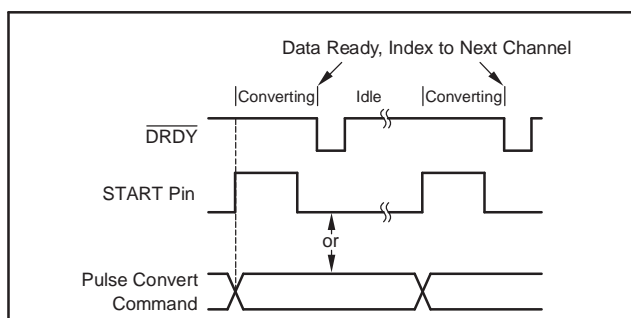 Data Ready, Index to Next Channel
Converting Idle Converting
DRDY
START Pin
or
Pulse Convert
Command